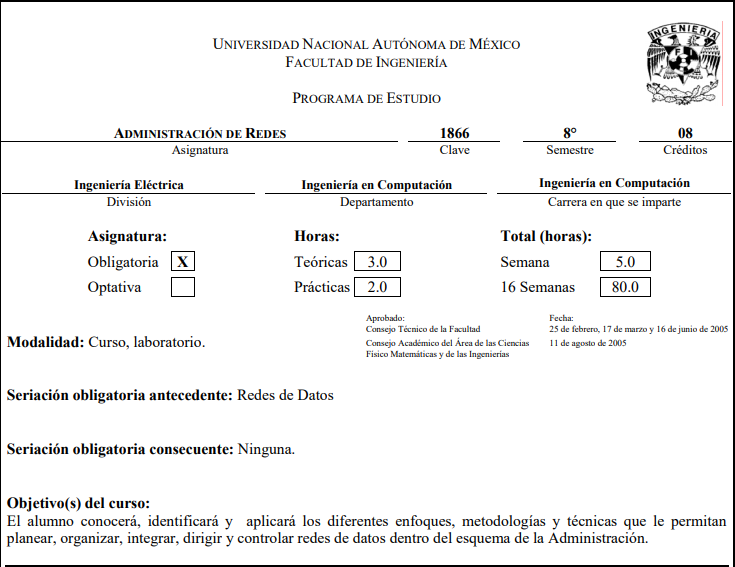 INGENIERIA
UNIVERSIDAD NACIONAL AUTÓNOMA DE MÉXICO
FACULTAD DE INGENIERÍA
PROGRAMA DE ESTUDIO
ADMINISTRACIÓN DE REDES 1866 8° 08
Asignatura Clave Semestre Créditos
Ingeniería Eléctrica Ingeniería en Computación Ingeniería en Computación
División Departamento Carrera en que se imparte
Asignatura: Horas: Total (horas):
Obligatoria X Teóricas 3.0 Semana 5.0
Optativa Prácticas 2.0 16 Semanas 80.0
Aprobado: Fecha:
Consejo Técnico de la Facultad 25 de febrero, 17 de marzo y 16 de junio de 2005
Modalidad: Curso, laboratorio. Consejo Académico del Área de las Ciencias 11 de agosto de 2005
Físico Matemáticas y de las Ingenierías
Seriación obligatoria antecedente: Redes de Datos
Seriación obligatoria consecuente: Ninguna.
Objetivo(s) del curso:
El alumno conocerá, identificará y aplicará los diferentes enfoques, metodologías y técnicas que le permitan
planear, organizar, integrar, dirigir y controlar redes de datos dentro del esquema de la Administración.